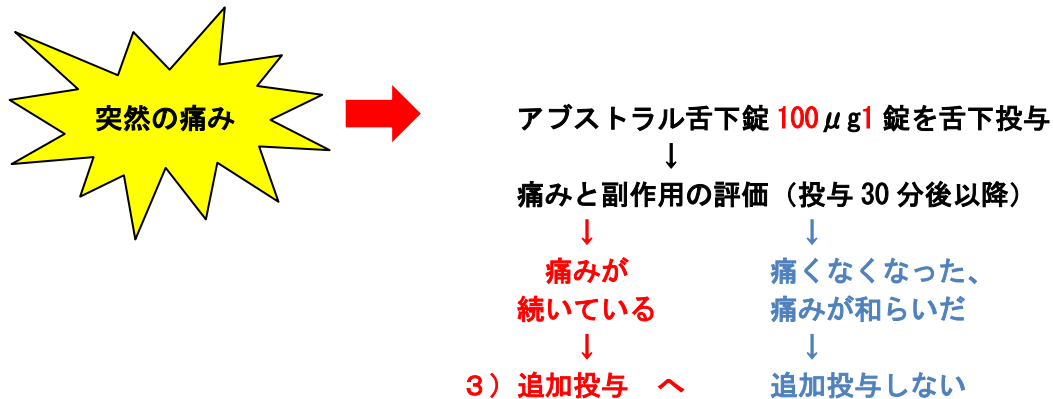 突然の痛み
アブストラル舌下錠 100μg1 錠を舌下投与
↓
痛みと副作用の評価（投与 30 分後以降）
↓ ↓
痛みが 痛くなくなった、
続いている 痛みが和らいだ
↓ ↓
３）追加投与　へ 追加投与しない